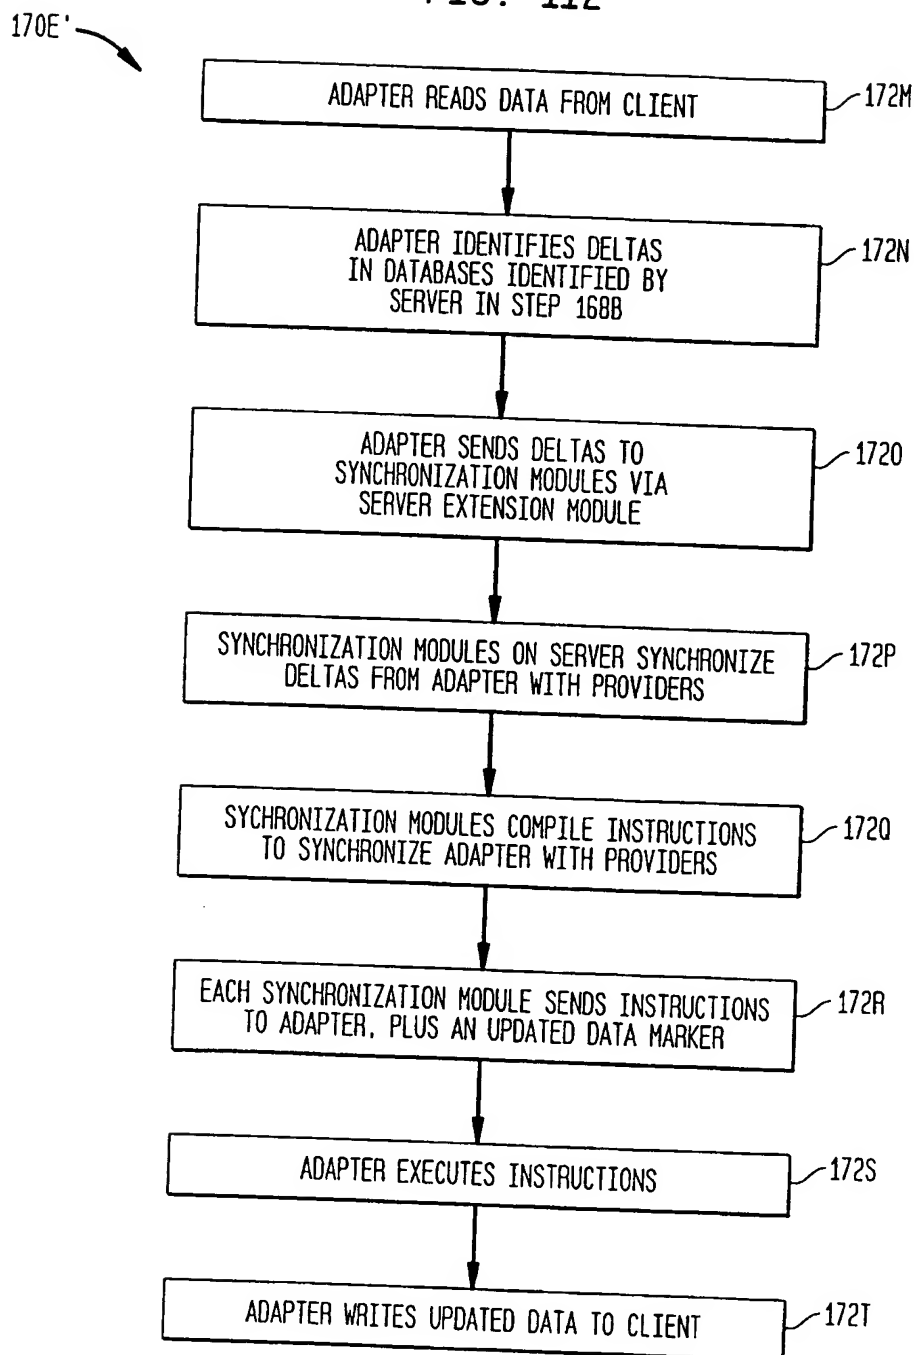 FIG. 11E
170E'
ADAPTER READS DATA FROM CLIENT
172M
ADAPTER IDENTIFIES DELTAS
IN DATABASES IDENTIFIED BY
SERVER IN STEP 168B
172N
ADAPTER SENDS DELTAS TO
SYNCHRONIZATION MODULES VIA
SERVER EXTENSION MODULE
172O
SYNCHRONIZATION MODULES ON SERVER SYNCHRONIZE
DELTAS FROM ADAPTER WITH PROVIDERS
172P
SYCHRONIZATION MODULES COMPILE INSTRUCTIONS
TO SYNCHRONIZE ADAPTER WITH PROVIDERS
172Q
EACH SYNCHRONIZATION MODULE SENDS INSTRUCTIONS
TO ADAPTER, PLUS AN UPDATED DATA MARKER
172R
ADAPTER EXECUTES INSTRUCTIONS
172S
ADAPTER WRITES UPDATED DATA TO CLIENT
172T